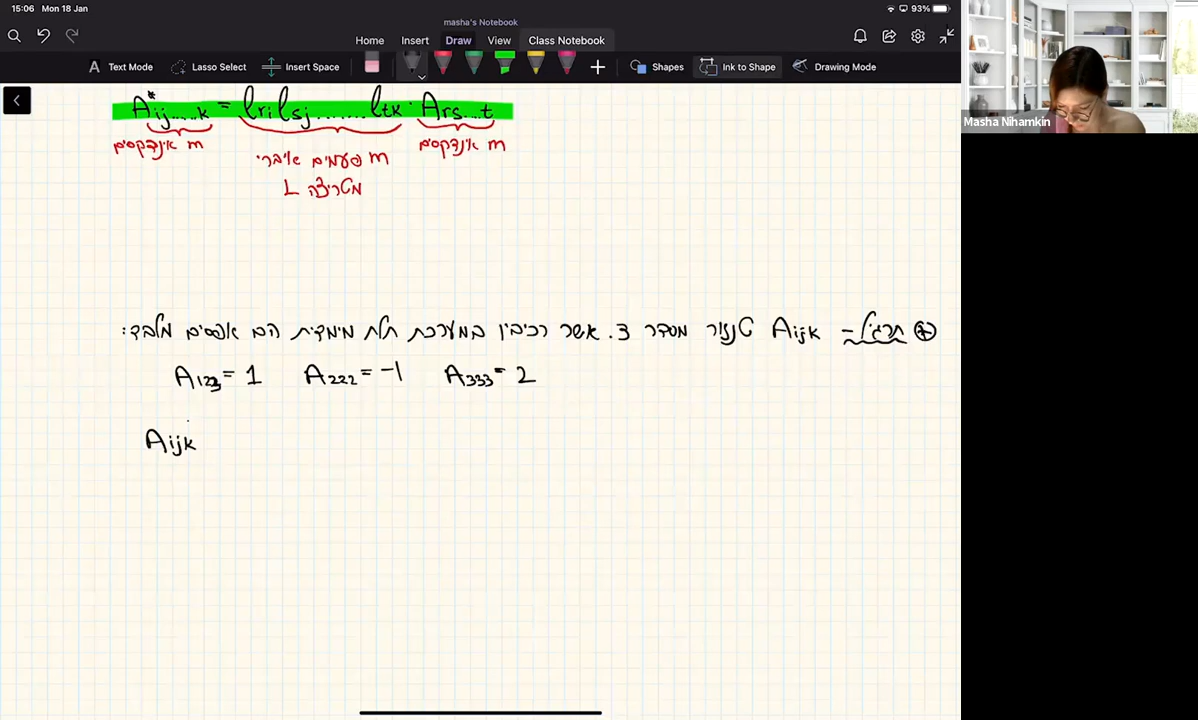 15:06 Mon 18 Jan
93%
masha's Notebook
Home Insert Draw View Class Notebook
Text Mode Lasso Select Insert Space Shapes Ink to Shape Drawing Mode
A*ij.....k = lri lsj ........ ltk · Ars...t
m אינדקסים
m פעמים איברי
m אינדקסים
מטריצה L
תרגיל - Aijk טנזור מסדר 3. אשר רכיביו במערכת תלת מימדית הם אפסים מלבד:
A123 = 1 A222 = -1 A333 = 2
Aijk
Masha Nihamkin